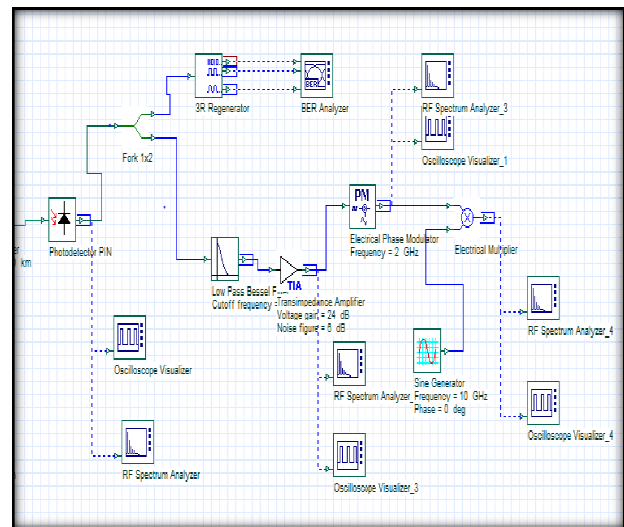 3R Regenerator
BER
BER Analyzer
RF Spectrum Analyzer_3
Fork 1x2
Oscilloscope Visualizer_1
PM
Electrical Phase Modulator
Frequency = 2 GHz
Electrical Multiplier
Photodetector PIN
km
Low Pass Bessel F
Cutoff frequency
TIA
Transimpedance Amplifier
Voltage gain = 24 dB
Noise figure = 6 dB
Oscilloscope Visualizer
RF Spectrum Analyzer_4
RF Spectrum Analyzer_
Sine Generator
Frequency = 10 GHz
Phase = 0 deg
Oscilloscope Visualizer_4
RF Spectrum Analyzer
Oscilloscope Visualizer_3